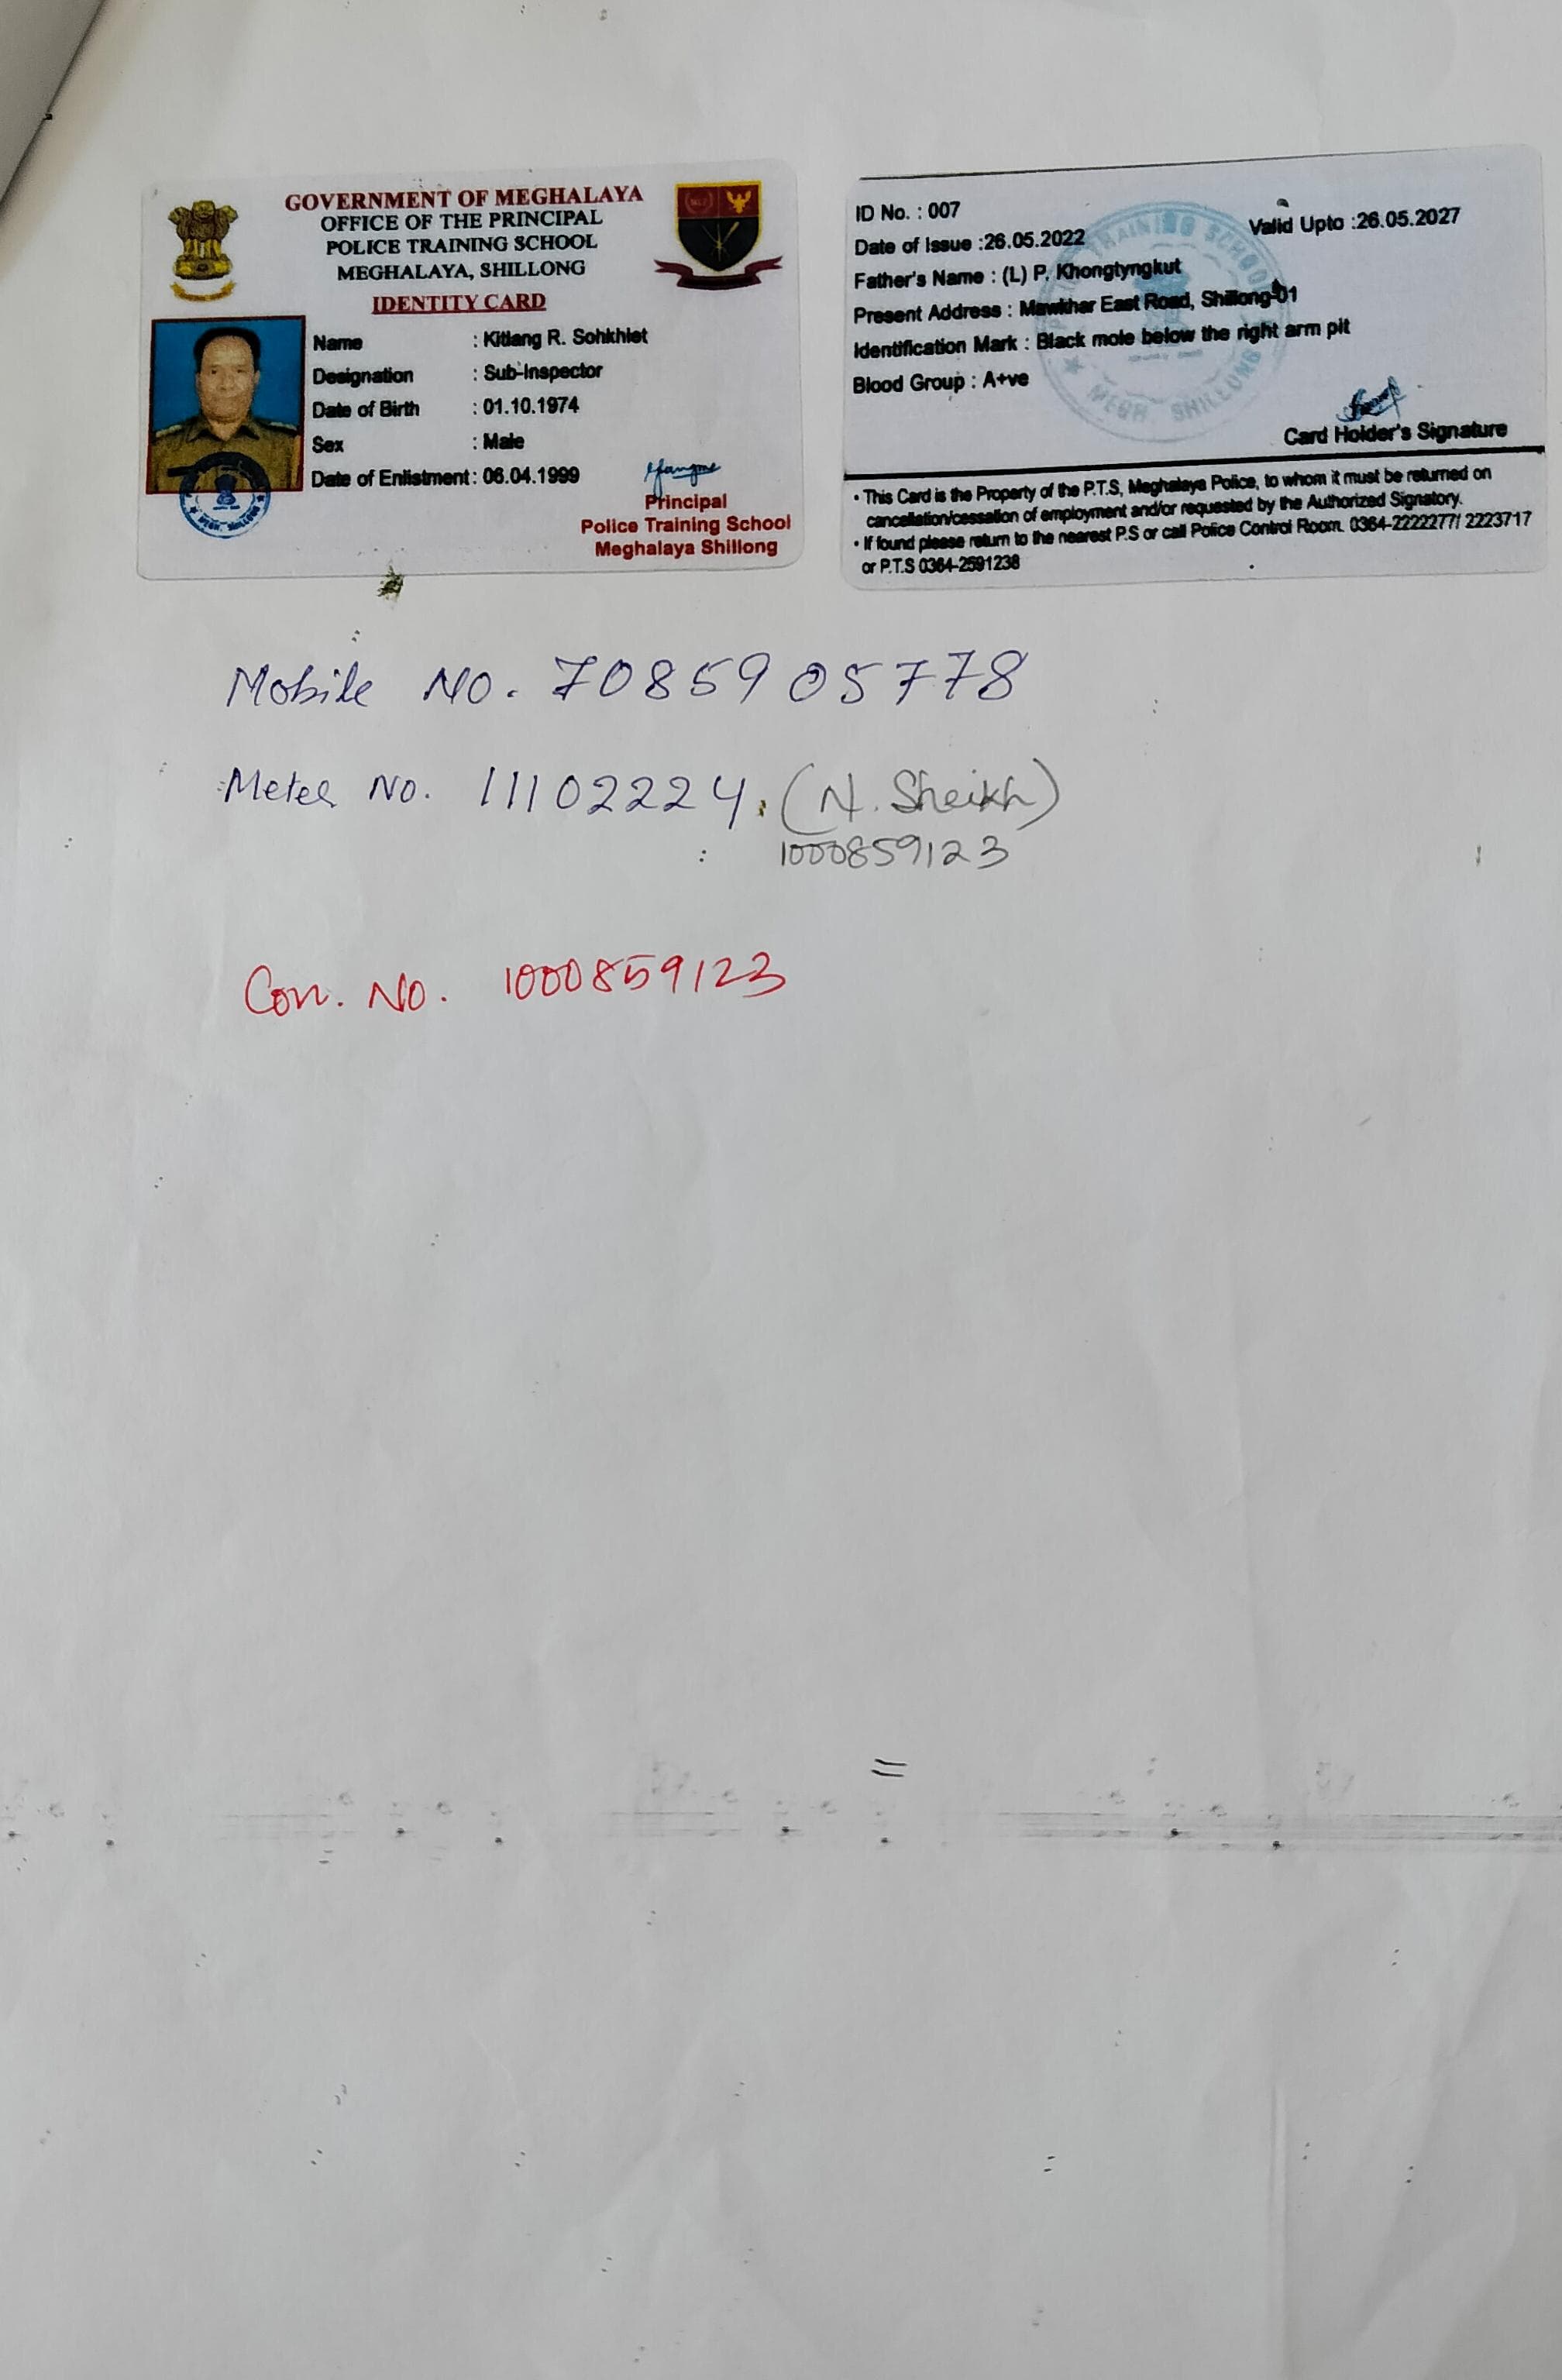 GOVERNMENT OF MEGHALAYA
OFFICE OF THE PRINCIPAL
POLICE TRAINING SCHOOL
MEGHALAYA, SHILLONG
IDENTITY CARD
Name : Kitlang R. Sohkhlet
Designation : Sub-Inspector
Date of Birth : 01.10.1974
Sex : Male
Date of Enlistment : 06.04.1999
Principal
Police Training School
Meghalaya Shillong
ID No. : 007
Date of Issue :26.05.2022 Valid Upto :26.05.2027
Father's Name : (L) P. Khongtyngkut
Present Address : Mawkhar East Road, Shillong-01
Identification Mark : Black mole below the right arm pit
Blood Group : A+ve
Card Holder's Signature
• This Card is the Property of the P.T.S, Meghalaya Police, to whom it must be returned on
cancellation/cessation of employment and/or requested by the Authorized Signatory.
• If found please return to the nearest P.S or call Police Control Room. 0364-2222277/ 2223717
or P.T.S 0364-2591238
Mobile No. 7085905778
Meter No. 11102224. (N. Sheikh)
1000859123
Con. No. 1000859123